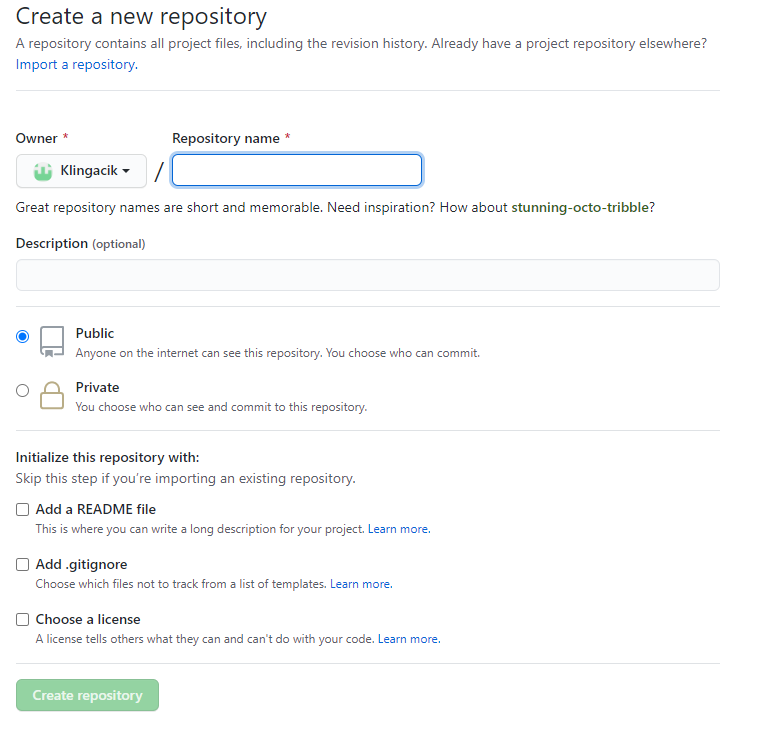 Create a new repository
A repository contains all project files, including the revision history. Already have a project repository elsewhere?
Import a repository.
Owner * Repository name *
Klingacik /
Great repository names are short and memorable. Need inspiration? How about stunning-octo-tribble?
Description (optional)
Public
Anyone on the internet can see this repository. You choose who can commit.
Private
You choose who can see and commit to this repository.
Initialize this repository with:
Skip this step if you're importing an existing repository.
Add a README file
This is where you can write a long description for your project. Learn more.
Add .gitignore
Choose which files not to track from a list of templates. Learn more.
Choose a license
A license tells others what they can and can't do with your code. Learn more.
Create repository